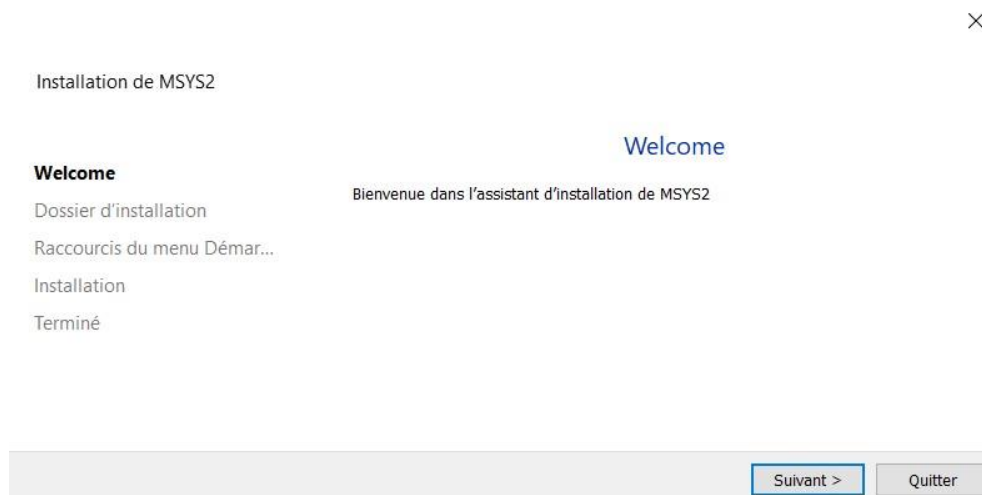 Installation de MSYS2
Welcome
Welcome
Bienvenue dans l'assistant d'installation de MSYS2
Dossier d'installation
Raccourcis du menu Démar...
Installation
Terminé
Suivant >
Quitter